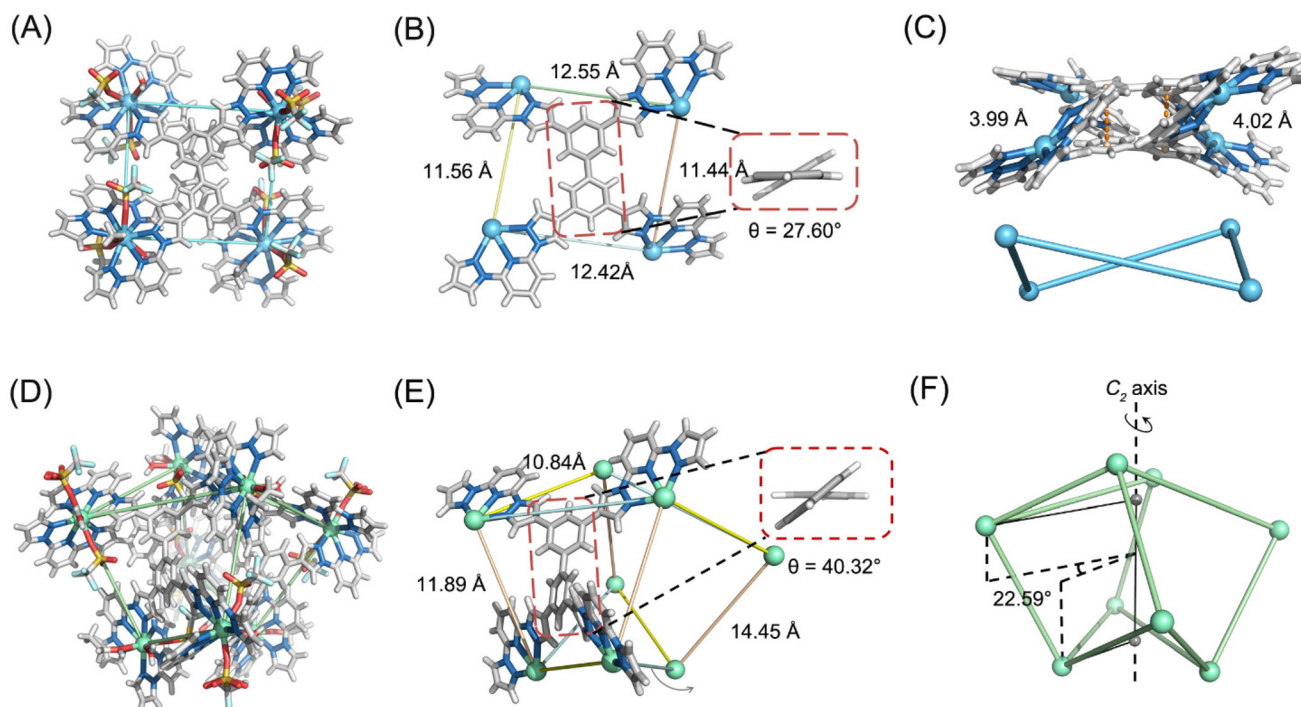 (A)
(B)
12.55 Å
11.56 Å
11.44 Å
θ = 27.60°
12.42Å
(C)
3.99 Å
4.02 Å
(D)
(E)
10.84Å
11.89 Å
θ = 40.32°
14.45 Å
(F)
C₂ axis
22.59°